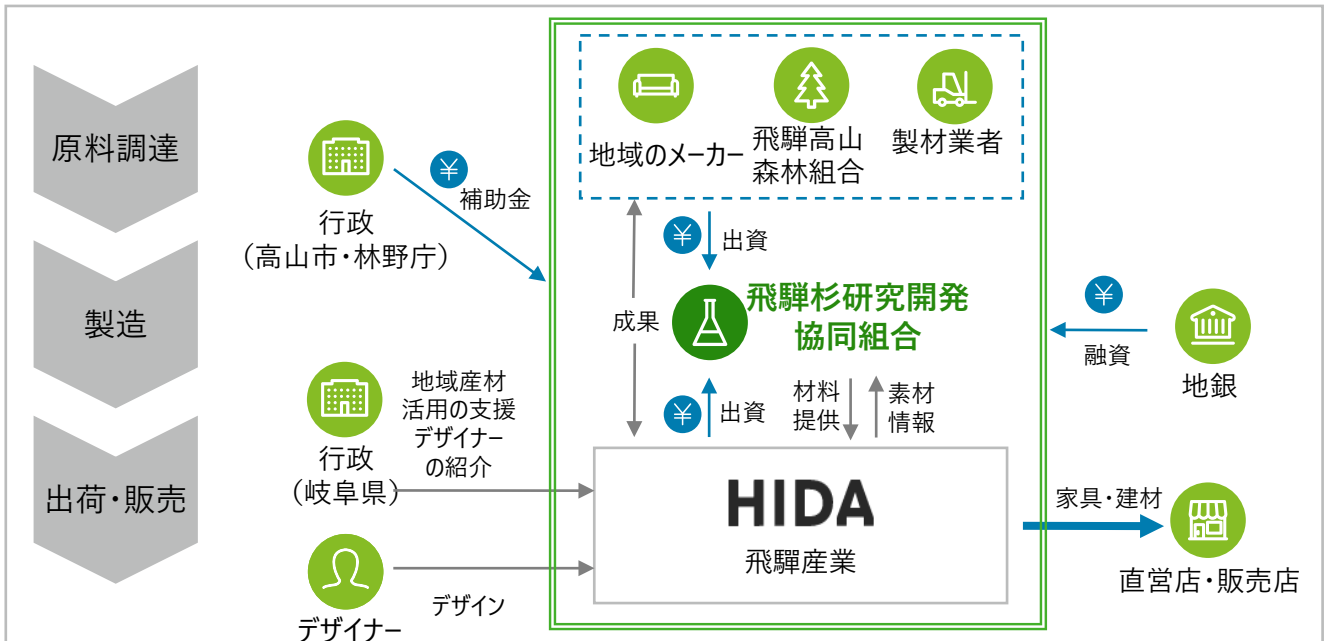 原料調達
製造
出荷・販売
行政
(高山市・林野庁)
¥
補助金
地域のメーカー
飛騨高山
森林組合
製材業者
¥
出資
成果
飛騨杉研究開発
協同組合
¥
融資
地銀
行政
(岐阜県)
地域産材
活用の支援
デザイナー
の紹介
¥
出資
材料
提供
素材
情報
HIDA
飛驒産業
デザイナー
デザイン
家具・建材
直営店・販売店